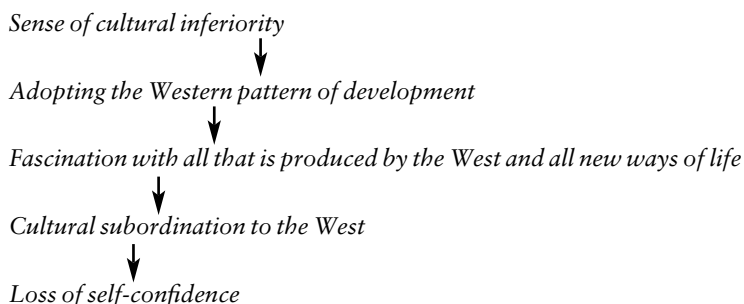 Sense of cultural inferiority
Adopting the Western pattern of development
Fascination with all that is produced by the West and all new ways of life
Cultural subordination to the West
Loss of self-confidence